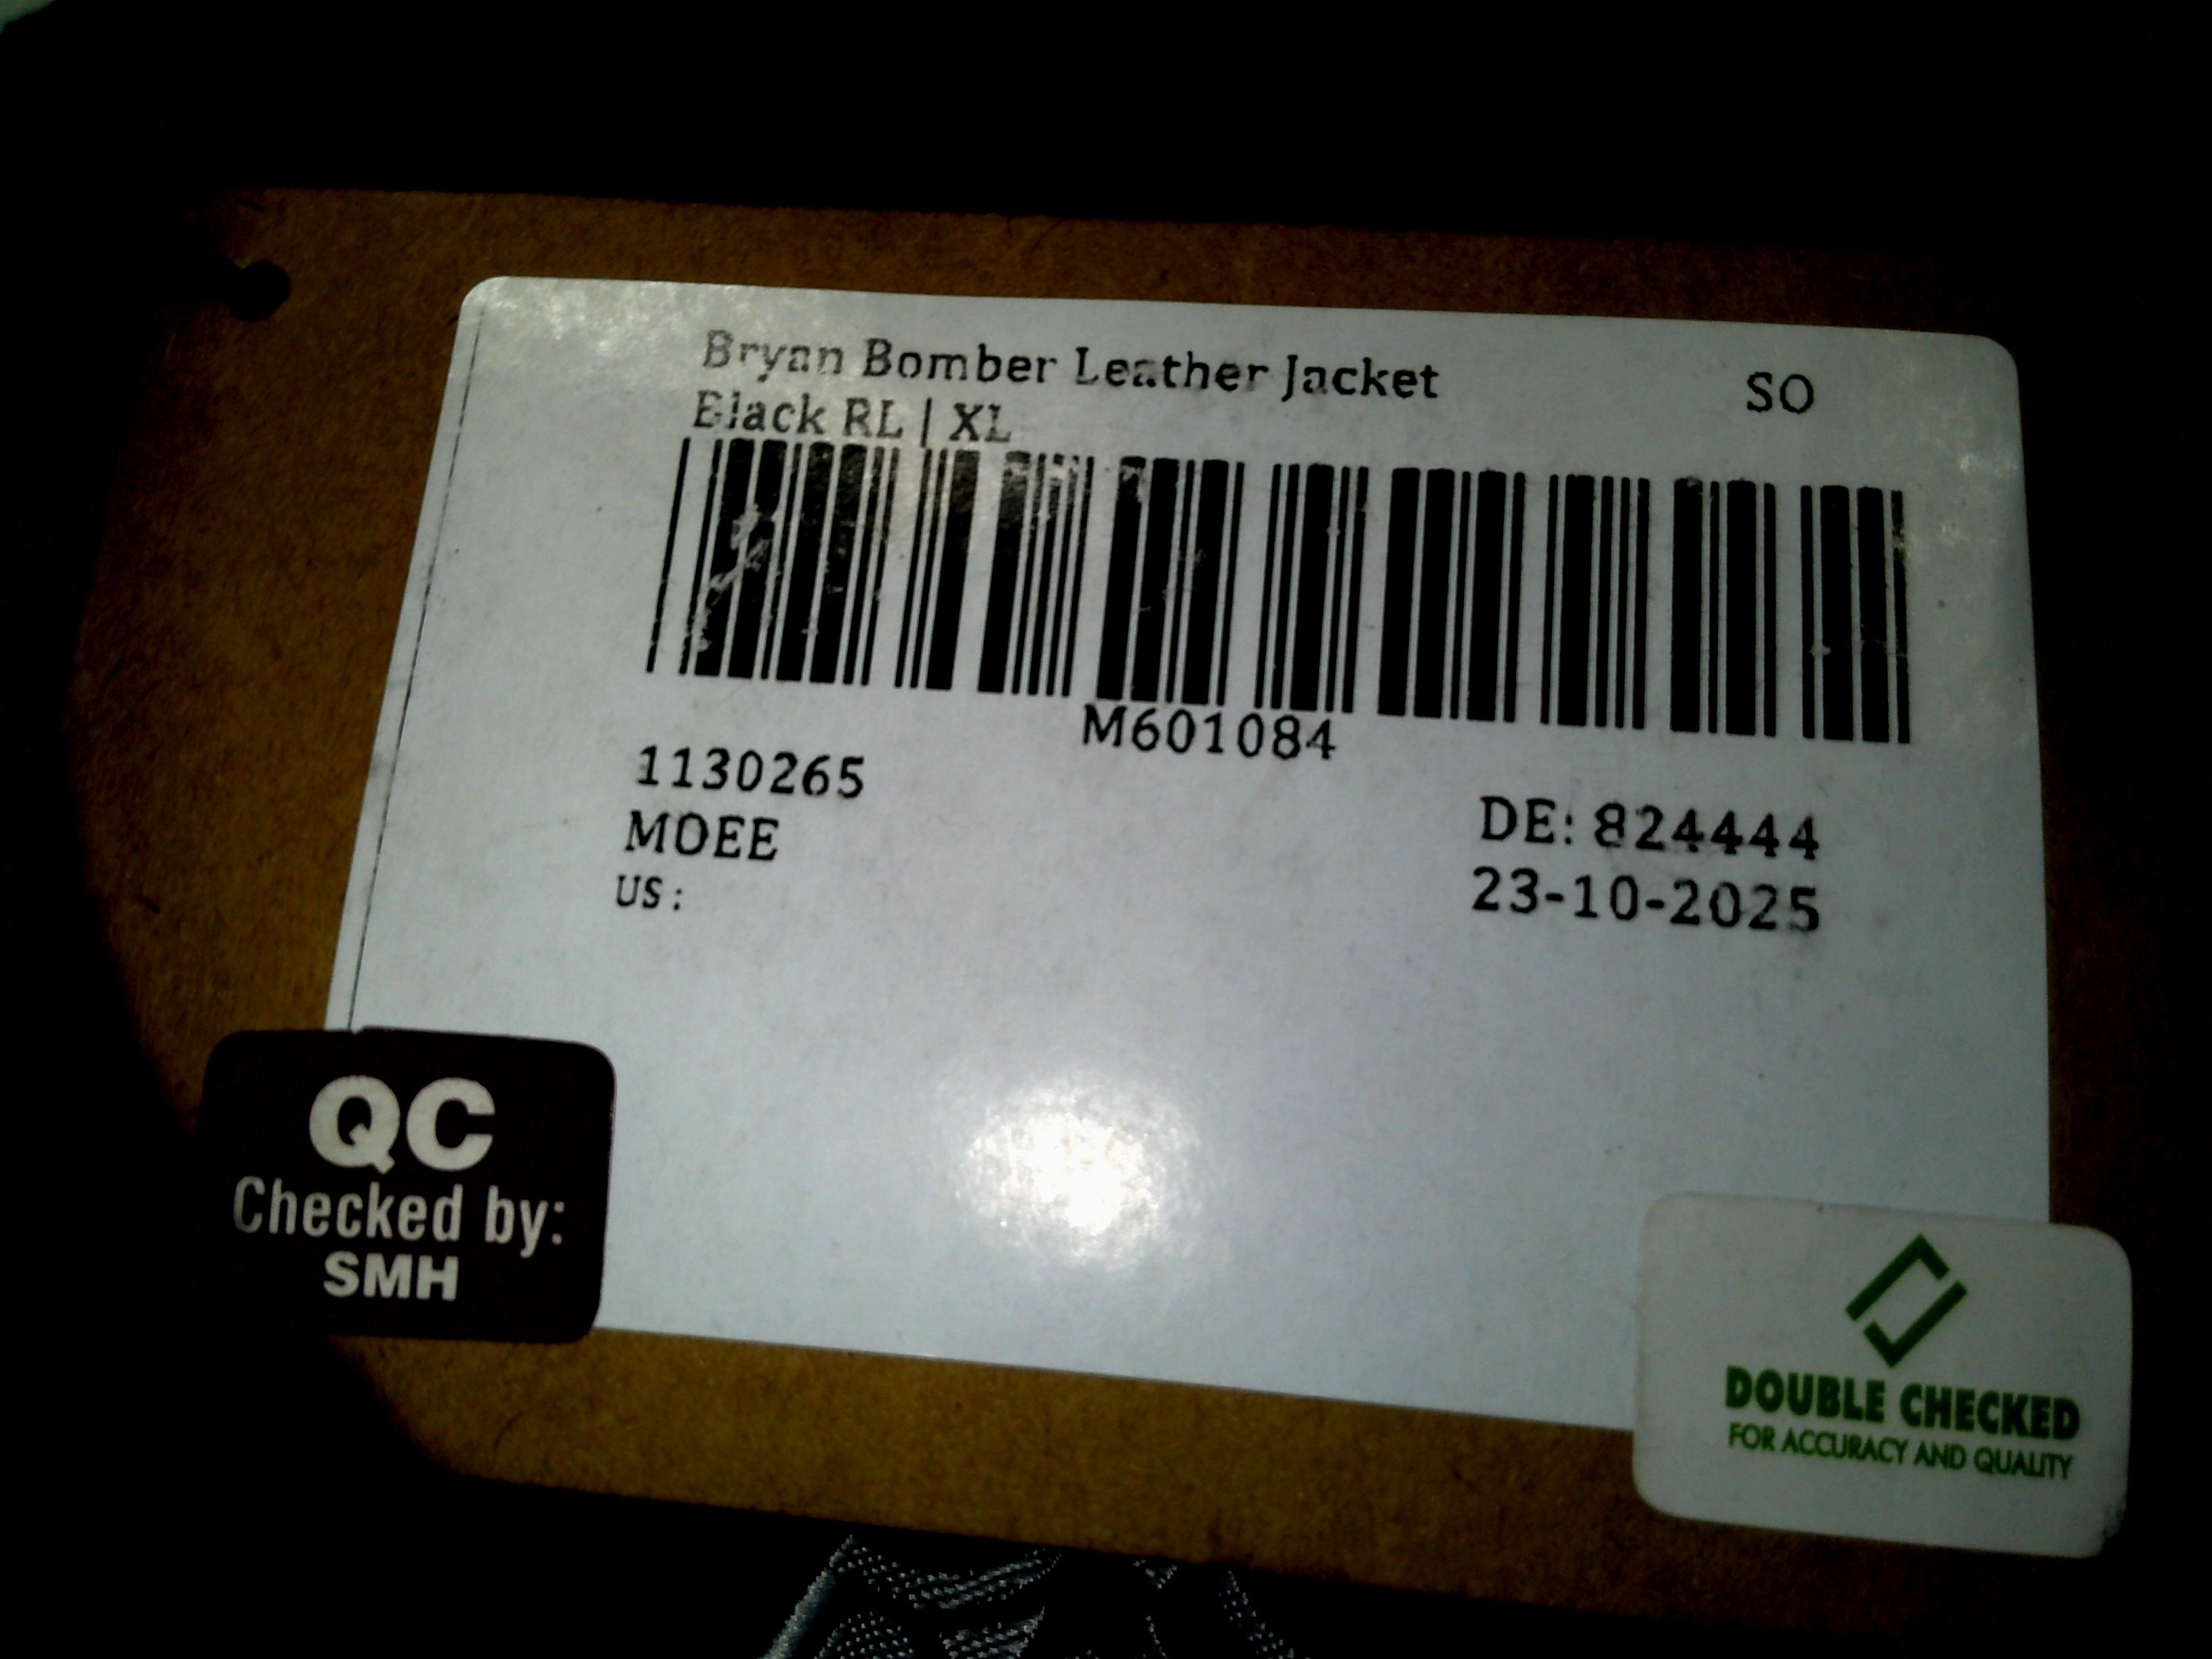 Bryan Bomber Leather Jacket SO
Black RL | XL
M601084
1130265
MOEE
US :
DE: 824444
23-10-2025
QC
Checked by:
SMH
DOUBLE CHECKED
FOR ACCURACY AND QUALITY